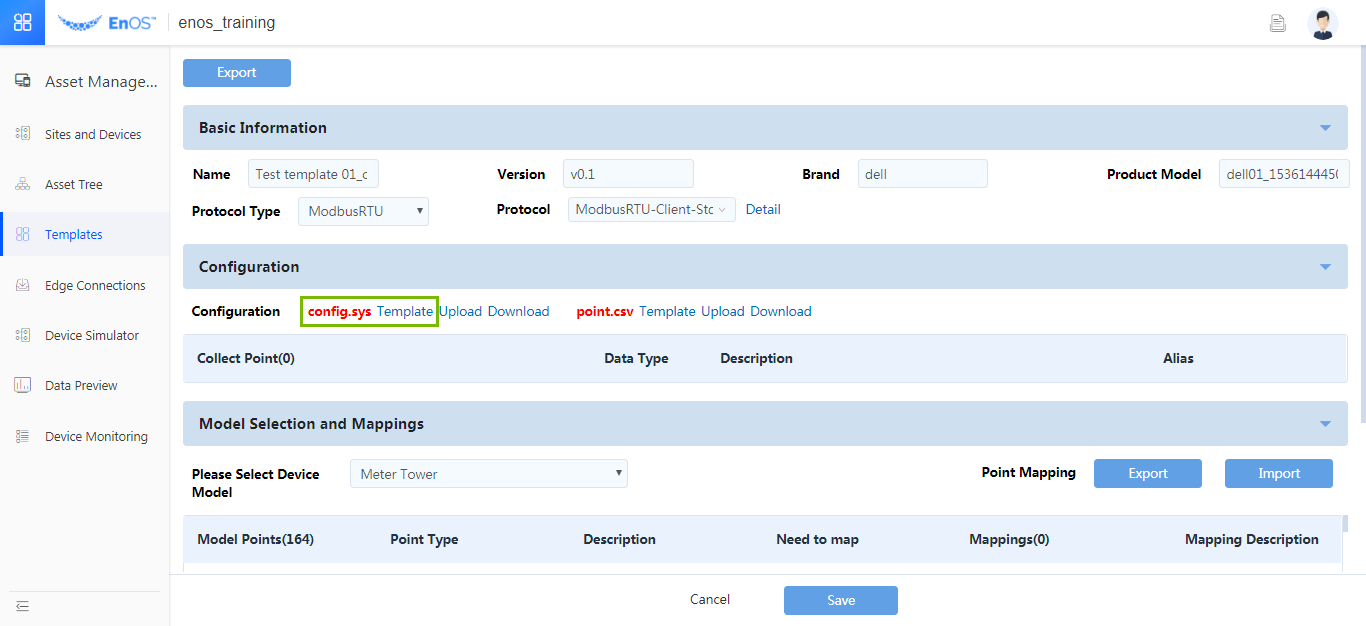 EnOS™ enos_training
Asset Manage...
Sites and Devices
Asset Tree
Templates
Edge Connections
Device Simulator
Data Preview
Device Monitoring
Export
Basic Information
Name Test template 01_c Version v0.1 Brand dell Product Model dell01_1536144450
Protocol Type ModbusRTU Protocol ModbusRTU-Client-Stc Detail
Configuration
Configuration config.sys Template Upload Download point.csv Template Upload Download
Collect Point(0) Data Type Description Alias
Model Selection and Mappings
Please Select Device
Model Meter Tower Point Mapping Export Import
Model Points(164) Point Type Description Need to map Mappings(0) Mapping Description
Cancel Save